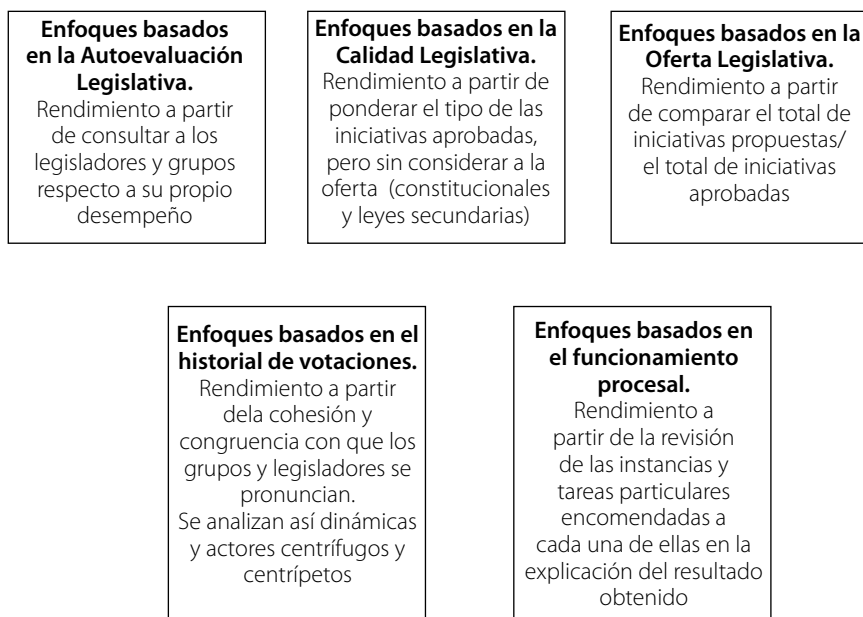 Enfoques basados
en la Autoevaluación
Legislativa.
Rendimiento a partir
de consultar a los
legisladores y grupos
respecto a su propio
desempeño
Enfoques basados en la
Calidad Legislativa.
Rendimiento a partir de
ponderar el tipo de las
iniciativas aprobadas,
pero sin considerar a la
oferta (constitucionales
y leyes secundarias)
Enfoques basados en la
Oferta Legislativa.
Rendimiento a partir
de comparar el total de
iniciativas propuestas/
el total de iniciativas
aprobadas
Enfoques basados en el
historial de votaciones.
Rendimiento a partir
dela cohesión y
congruencia con que los
grupos y legisladores se
pronuncian.
Se analizan así dinámicas
y actores centrífugos y
centrípetos
Enfoques basados en
el funcionamiento
procesal.
Rendimiento a
partir de la revisión
de las instancias y
tareas particulares
encomendadas a
cada una de ellas en la
explicación del resultado
obtenido